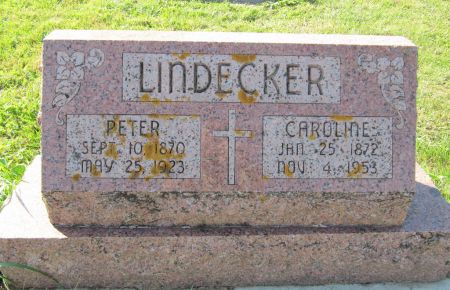 LINDECKER
PETER
SEPT. 10, 1870
MAY 25, 1923
CAROLINE
JAN. 25, 1872
NOV. 4, 1953